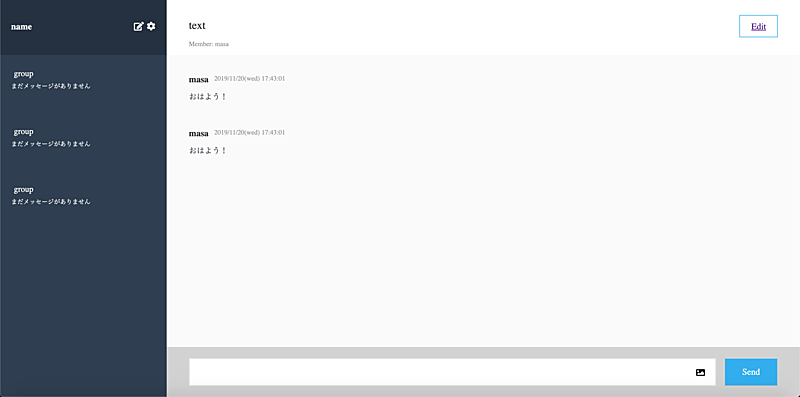 name
group
まだメッセージがありません
group
まだメッセージがありません
group
まだメッセージがありません
text
Member: masa
Edit
masa 2019/11/20(wed) 17:43:01
おはよう！
masa 2019/11/20(wed) 17:43:01
おはよう！
Send